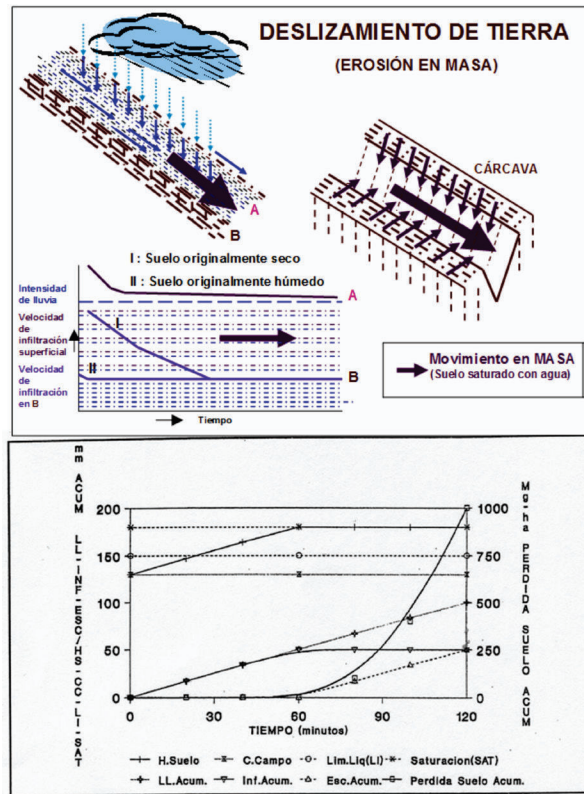 DESLIZAMIENTO DE TIERRA
(EROSIÓN EN MASA)
CÁRCAVA
A
B
I : Suelo originalmente seco
II : Suelo originalmente húmedo
Intensidad
de lluvia
A
Velocidad
de
infiltración
superficial
I
Velocidad
de
infiltración
en B
II
B
Tiempo
Movimiento en MASA
(Suelo saturado con agua)
mm ACUM LL-INF-ESC/HS-CC-LI-SAT
Mg-ha PERDIDA SUELO ACUM
200
150
100
50
0
1000
750
500
250
0
0 20 40 60 80 100 120
TIEMPO (minutos)
H.Suelo C.Campo Lim.Liq(LI) Saturacion(SAT)
LL.Acum. Inf.Acum. Esc.Acum. Perdida Suelo Acum.